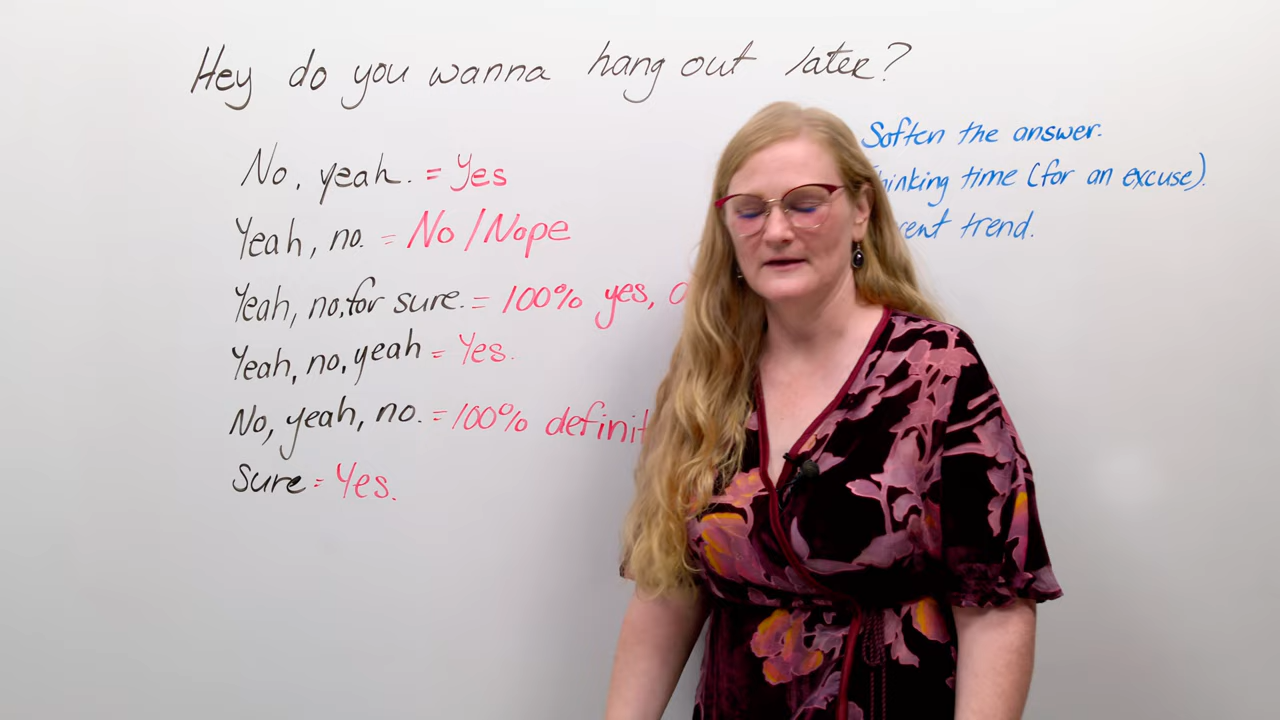 Hey do you wanna hang out later?
No, yeah. = Yes
Yeah, no. = No/Nope
Yeah, no, for sure. = 100% yes,
Yeah, no, yeah = Yes.
No, yeah, no. = 100%
Sure = Yes.
Soften the answer.
time (for an excuse).
trend.